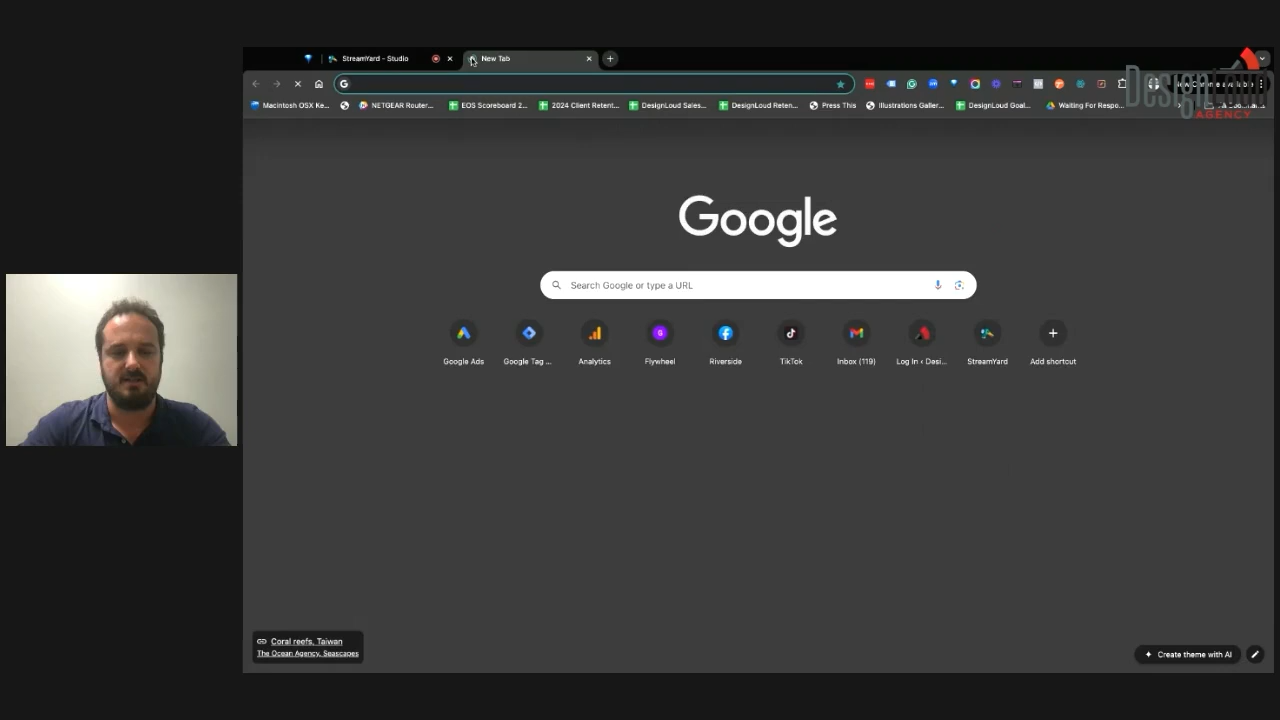 StreamYard - Studio
New Tab
Macintosh OSX Ke...
NETGEAR Router...
EOS Scoreboard 2...
2024 Client Retent...
DesignLoud Sales...
DesignLoud Reten...
Press This
Illustrations Galler...
DesignLoud Goal...
Waiting For Respo...
AGENCY
Google
Search Google or type a URL
Google Ads
Google Tag ...
Analytics
Flywheel
Riverside
TikTok
Inbox (119)
Log In ‹ Desi...
StreamYard
Add shortcut
Coral reefs, Taiwan
The Ocean Agency, Seascapes
Create theme with AI